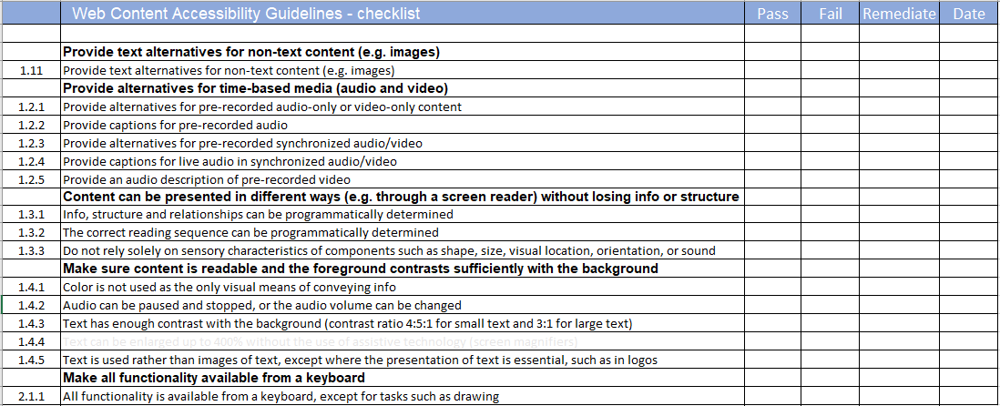 Web Content Accessibility Guidelines - checklist Pass Fail Remediate Date
Provide text alternatives for non-text content (e.g. images)
1.11 Provide text alternatives for non-text content (e.g. images)
Provide alternatives for time-based media (audio and video)
1.2.1 Provide alternatives for pre-recorded audio-only or video-only content
1.2.2 Provide captions for pre-recorded audio
1.2.3 Provide alternatives for pre-recorded synchronized audio/video
1.2.4 Provide captions for live audio in synchronized audio/video
1.2.5 Provide an audio description of pre-recorded video
Content can be presented in different ways (e.g. through a screen reader) without losing info or structure
1.3.1 Info, structure and relationships can be programmatically determined
1.3.2 The correct reading sequence can be programmatically determined
1.3.3 Do not rely solely on sensory characteristics of components such as shape, size, visual location, orientation, or sound
Make sure content is readable and the foreground contrasts sufficiently with the background
1.4.1 Color is not used as the only visual means of conveying info
1.4.2 Audio can be paused and stopped, or the audio volume can be changed
1.4.3 Text has enough contrast with the background (contrast ratio 4:5:1 for small text and 3:1 for large text)
1.4.4 Text can be enlarged up to 400% without the use of assistive technology (screen magnifiers)
1.4.5 Text is used rather than images of text, except where the presentation of text is essential, such as in logos
Make all functionality available from a keyboard
2.1.1 All functionality is available from a keyboard, except for tasks such as drawing